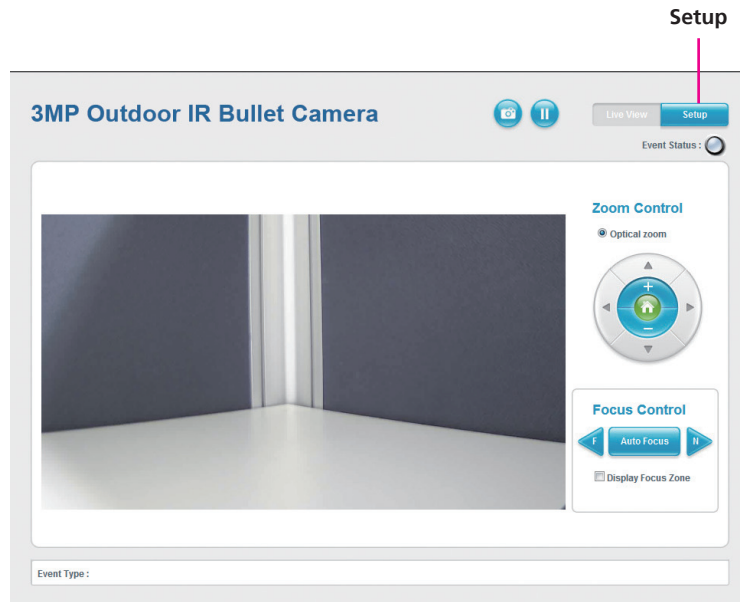 Setup
3MP Outdoor IR Bullet Camera
Live View
Setup
Event Status :
Zoom Control
Optical zoom
+
−
Focus Control
F
Auto Focus
N
Display Focus Zone
Event Type :